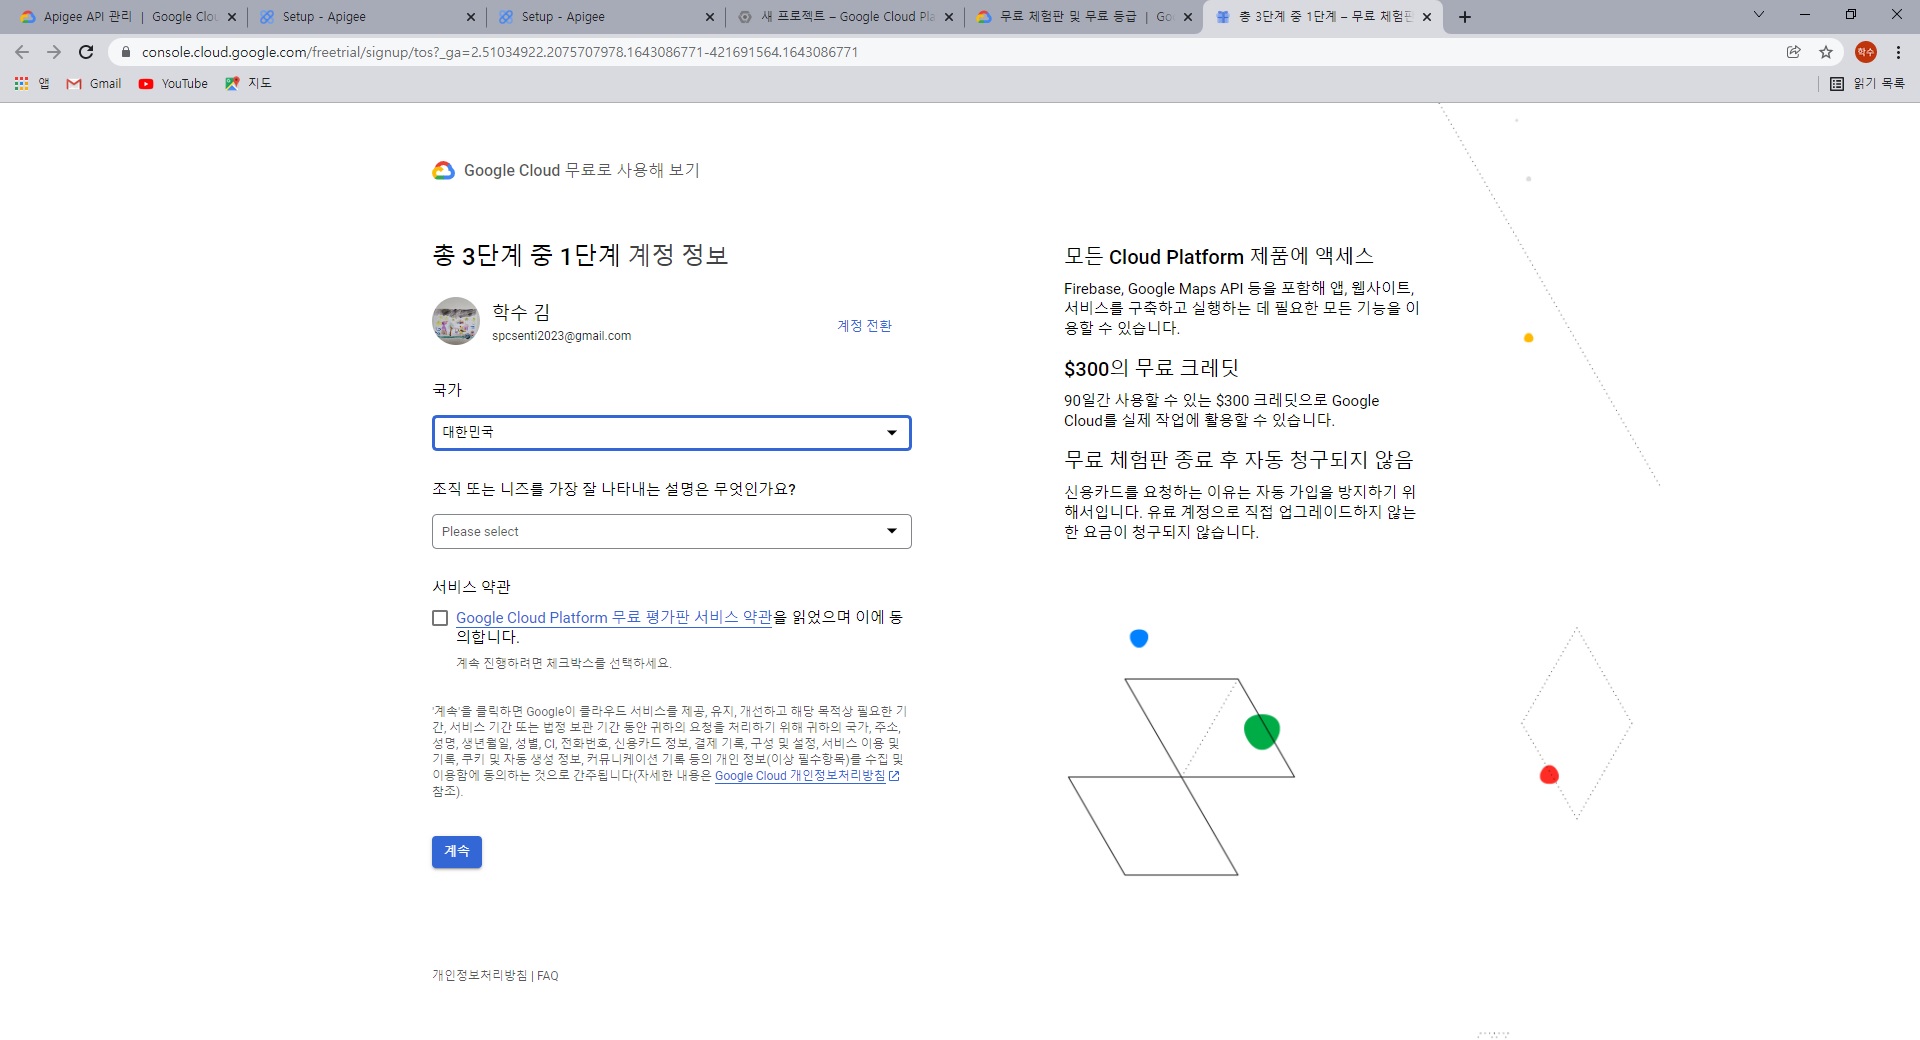 Apigee API 관리 | Google Clou
Setup - Apigee
Setup - Apigee
새 프로젝트 – Google Cloud Pla
무료 체험판 및 무료 등급 | Go
총 3단계 중 1단계 – 무료 체험판
console.cloud.google.com/freetrial/signup/tos?_ga=2.51034922.2075707978.1643086771-421691564.1643086771
학수
앱
Gmail
YouTube
지도
읽기 목록
Google Cloud 무료로 사용해 보기
총 3단계 중 1단계 계정 정보
학수 김
spcsenti2023@gmail.com
계정 전환
국가
대한민국
조직 또는 니즈를 가장 잘 나타내는 설명은 무엇인가요?
Please select
서비스 약관
Google Cloud Platform 무료 평가판 서비스 약관을 읽었으며 이에 동
의합니다.
계속 진행하려면 체크박스를 선택하세요.
'계속'을 클릭하면 Google이 클라우드 서비스를 제공, 유지, 개선하고 해당 목적상 필요한 기
간, 서비스 기간 또는 법정 보관 기간 동안 귀하의 요청을 처리하기 위해 귀하의 국가, 주소,
성명, 생년월일, 성별, CI, 전화번호, 신용카드 정보, 결제 기록, 구성 및 설정, 서비스 이용 및
기록, 쿠키 및 자동 생성 정보, 커뮤니케이션 기록 등의 개인 정보(이상 필수항목)를 수집 및
이용함에 동의하는 것으로 간주됩니다(자세한 내용은 Google Cloud 개인정보처리방침
참조).
계속
개인정보처리방침 | FAQ
모든 Cloud Platform 제품에 액세스
Firebase, Google Maps API 등을 포함해 앱, 웹사이트,
서비스를 구축하고 실행하는 데 필요한 모든 기능을 이
용할 수 있습니다.
$300의 무료 크레딧
90일간 사용할 수 있는 $300 크레딧으로 Google
Cloud를 실제 작업에 활용할 수 있습니다.
무료 체험판 종료 후 자동 청구되지 않음
신용카드를 요청하는 이유는 자동 가입을 방지하기 위
해서입니다. 유료 계정으로 직접 업그레이드하지 않는
한 요금이 청구되지 않습니다.